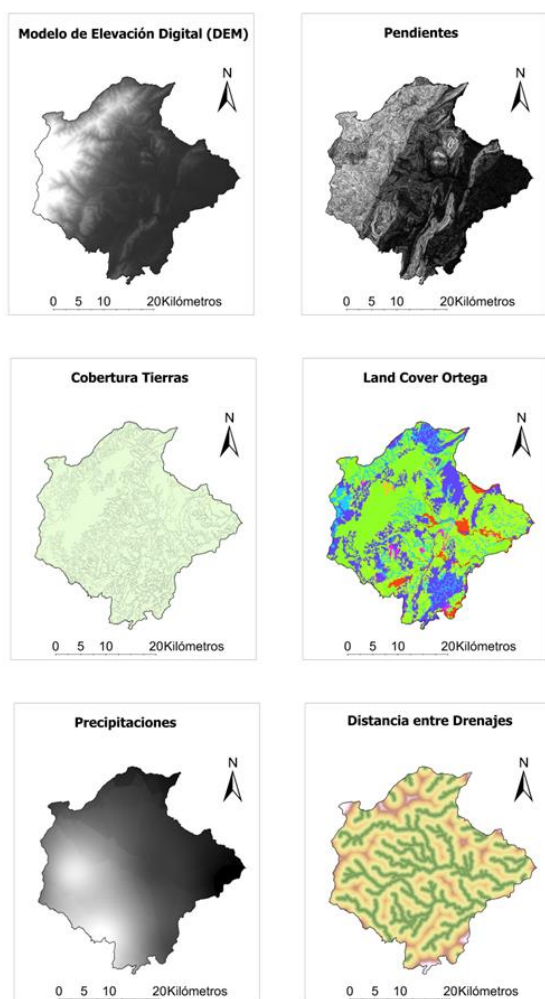 Modelo de Elevación Digital (DEM)
N
0 5 10 20Kilómetros
Pendientes
N
0 5 10 20Kilómetros
Cobertura Tierras
N
0 5 10 20Kilómetros
Land Cover Ortega
N
0 5 10 20Kilómetros
Precipitaciones
N
0 5 10 20Kilómetros
Distancia entre Drenajes
N
0 5 10 20Kilómetros